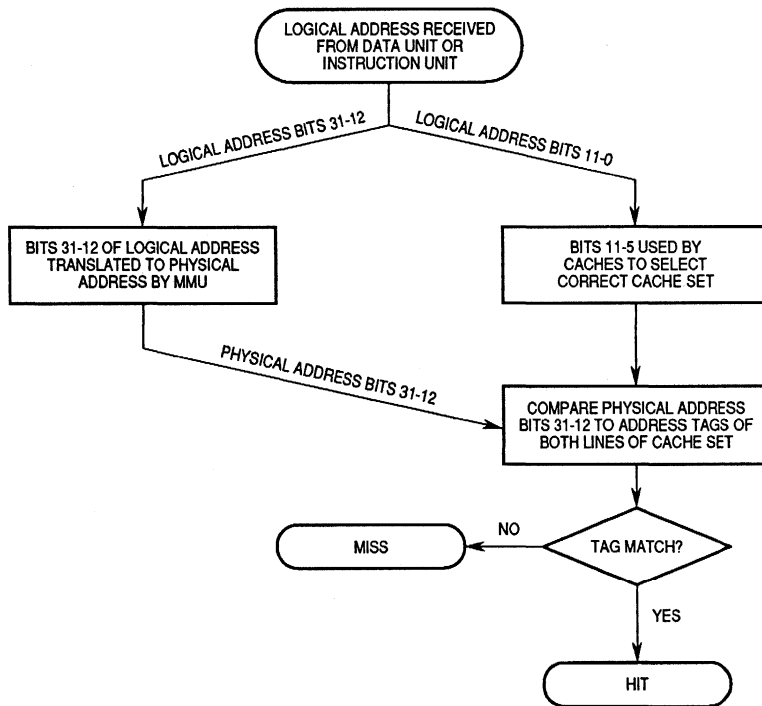 LOGICAL ADDRESS RECEIVED
FROM DATA UNIT OR
INSTRUCTION UNIT
LOGICAL ADDRESS BITS 31-12
LOGICAL ADDRESS BITS 11-0
BITS 31-12 OF LOGICAL ADDRESS
TRANSLATED TO PHYSICAL
ADDRESS BY MMU
BITS 11-5 USED BY
CACHES TO SELECT
CORRECT CACHE SET
PHYSICAL ADDRESS BITS 31-12
COMPARE PHYSICAL ADDRESS
BITS 31-12 TO ADDRESS TAGS OF
BOTH LINES OF CACHE SET
TAG MATCH?
NO
MISS
YES
HIT